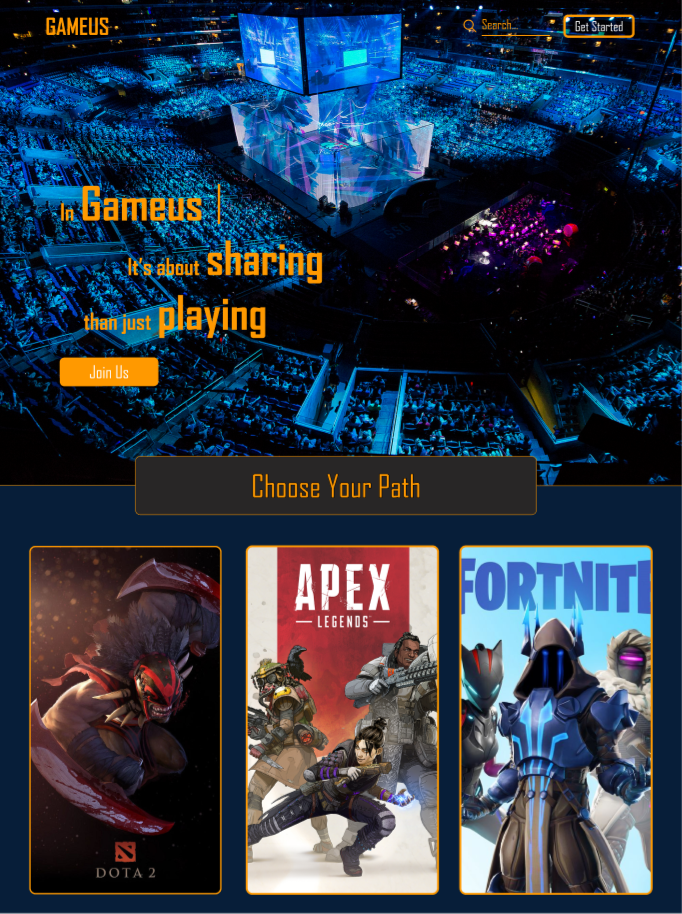 GAMEUS
Search...
Get Started
In Gameus
It's about sharing
than just playing
Join Us
Choose Your Path
DOTA 2
APEX
LEGENDS
FORTNITE